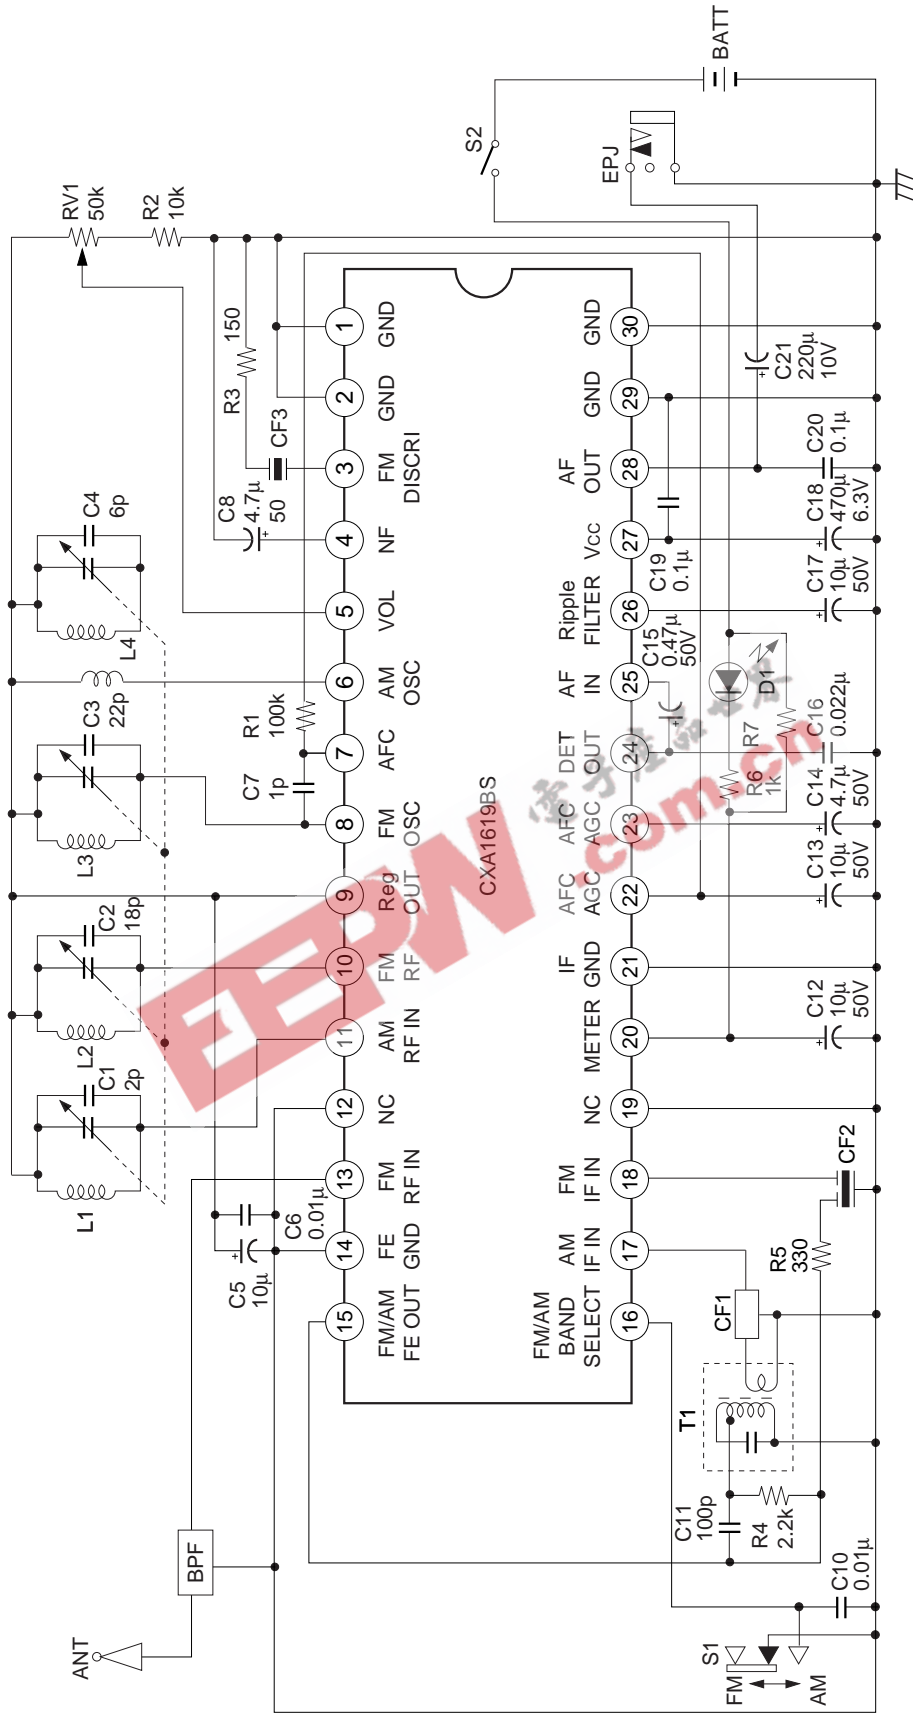 ANT
BPF
L1
C1
2p
L2
C2
18p
L3
C3
22p
L4
C4
6p
RV1
50k
R2
10k
C5
10µ
C6
0.01µ
C7
1p
R1
100k
C8
4.7µ
50
CF3
R3
150
15
14
13
12
11
10
9
8
7
6
5
4
3
2
1
FM/AM
FE OUT
FE
GND
FM
RF IN
NC
AM
RF IN
FM
RF
Reg
OUT
FM
OSC
AFC
AM
OSC
VOL
NF
FM
DISCRI
GND
GND
CXA1619BS
FM/AM
BAND
SELECT
AM
IF IN
FM
IF IN
NC
METER
IF
GND
AFC
AGC
AFC
AGC
DET
OUT
AF
IN
Ripple
FILTER
Vcc
AF
OUT
GND
GND
16
17
18
19
20
21
22
23
24
25
26
27
28
29
30
S2
EPJ
BATT
C19
0.1µ
C15
0.47µ
50V
C21
220µ
10V
D1
R7
R6
1k
T1
CF1
C11
100p
R4
2.2k
R5
330
CF2
S1
FM
AM
C10
0.01µ
C12
10µ
50V
C13
10µ
50V
C14
4.7µ
50V
C16
0.022µ
C17
10µ
50V
C18
470µ
6.3V
C20
0.1µ
EEPW
.com.cn